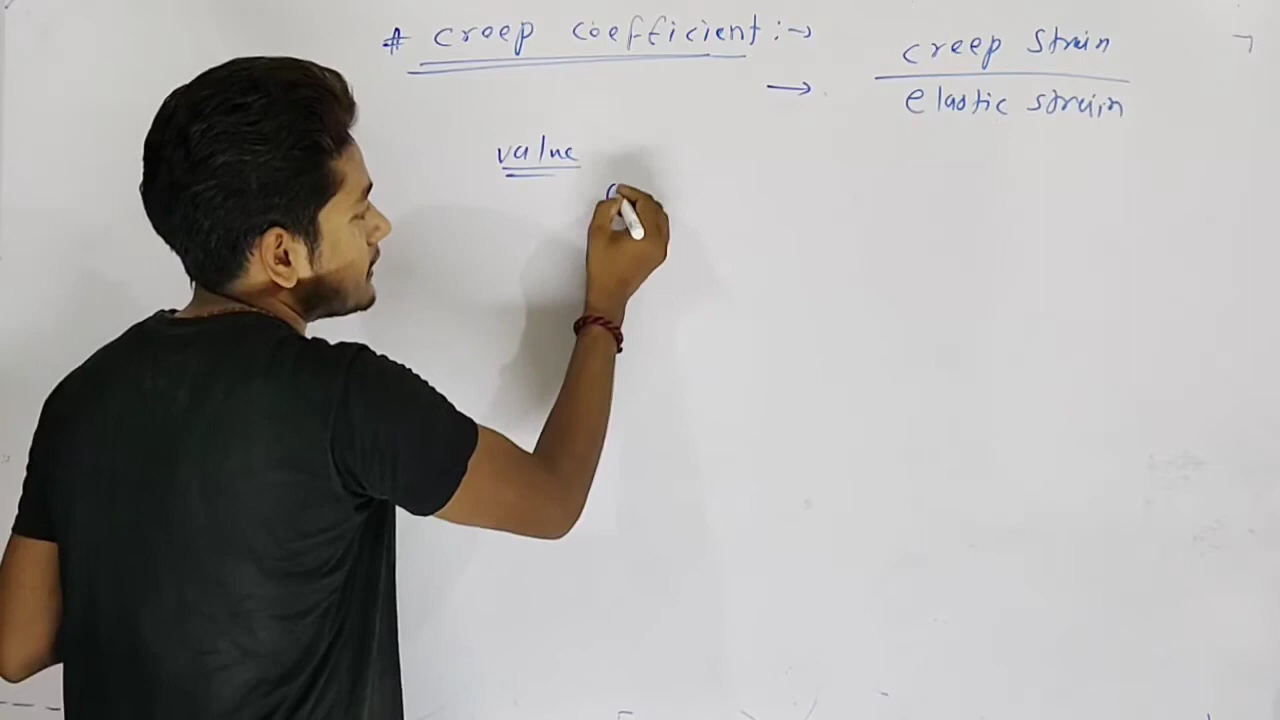 # creep coefficient :→ creep strain
→ elastic strain
value